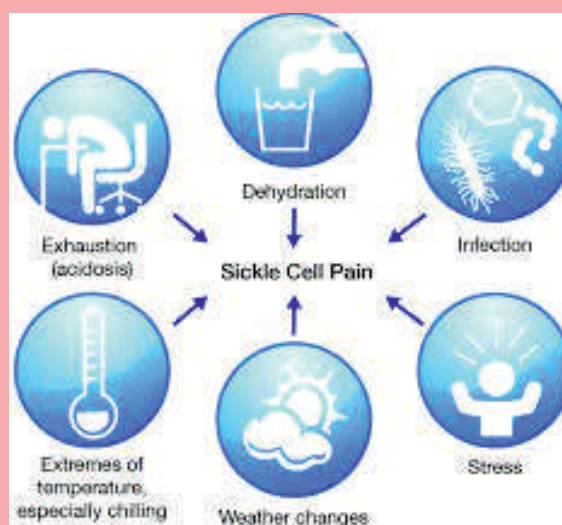 Dehydration
Exhaustion
(acidosis)
Infection
Sickle Cell Pain
Extremes of
temperature,
especially chilling
Weather changes
Stress